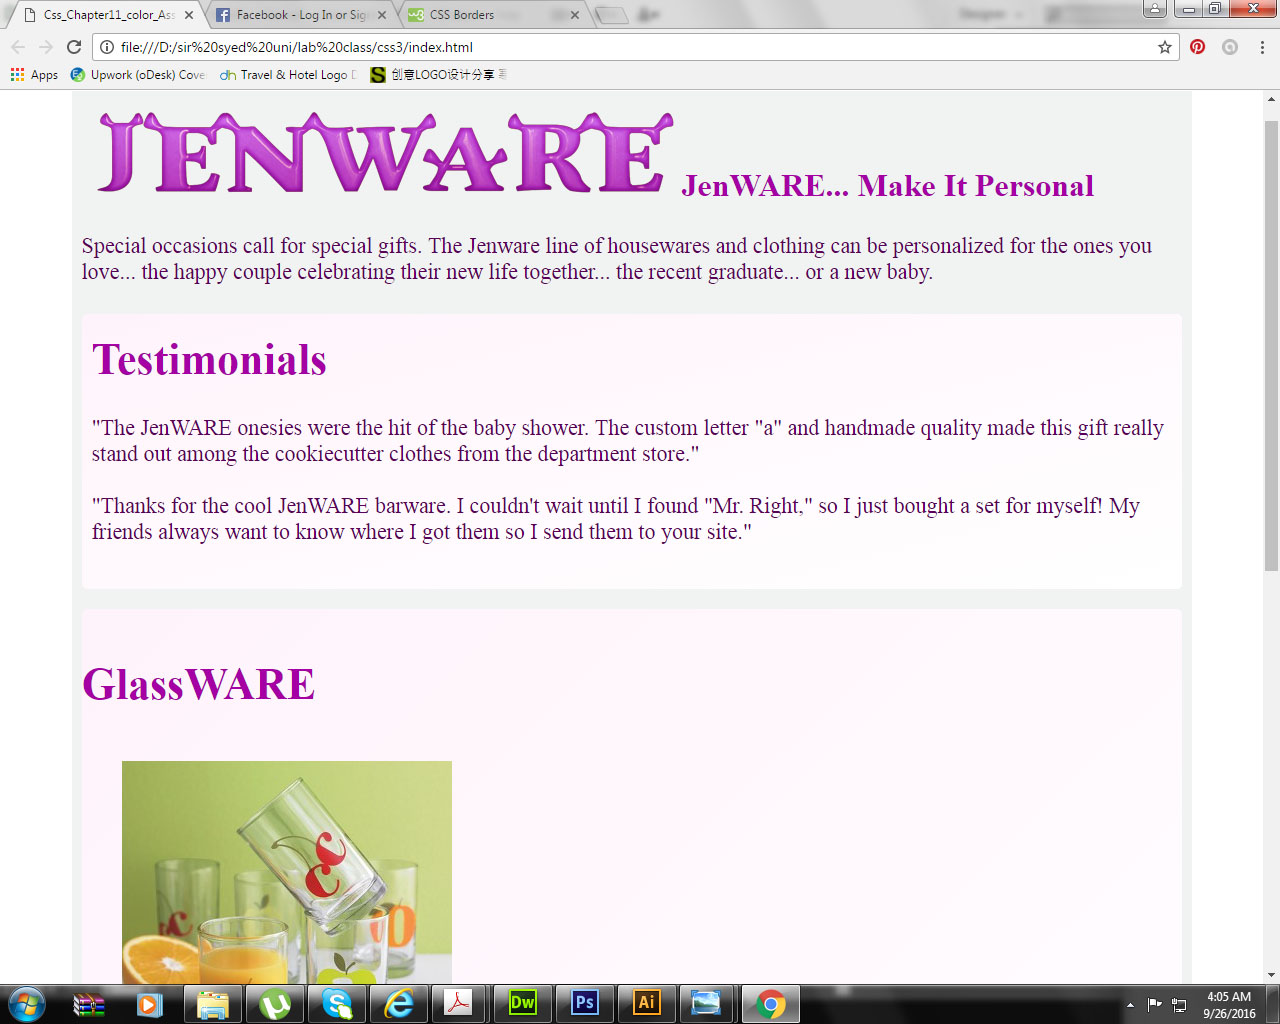 Css_Chapter11_color_Ass
Facebook - Log In or Sig
CSS Borders
file:///D:/sir%20syed%20uni/lab%20class/css3/index.html
Apps
Upwork (oDesk) Cove
dh Travel & Hotel Logo D
S 创意LOGO设计分享
JENWARE
JenWARE... Make It Personal
Special occasions call for special gifts. The Jenware line of housewares and clothing can be personalized for the ones you
love... the happy couple celebrating their new life together... the recent graduate... or a new baby.
Testimonials
"The JenWARE onesies were the hit of the baby shower. The custom letter "a" and handmade quality made this gift really
stand out among the cookiecutter clothes from the department store."
"Thanks for the cool JenWARE barware. I couldn't wait until I found "Mr. Right," so I just bought a set for myself! My
friends always want to know where I got them so I send them to your site."
GlassWARE
Dw
Ps
Ai
4:05 AM
9/26/2016